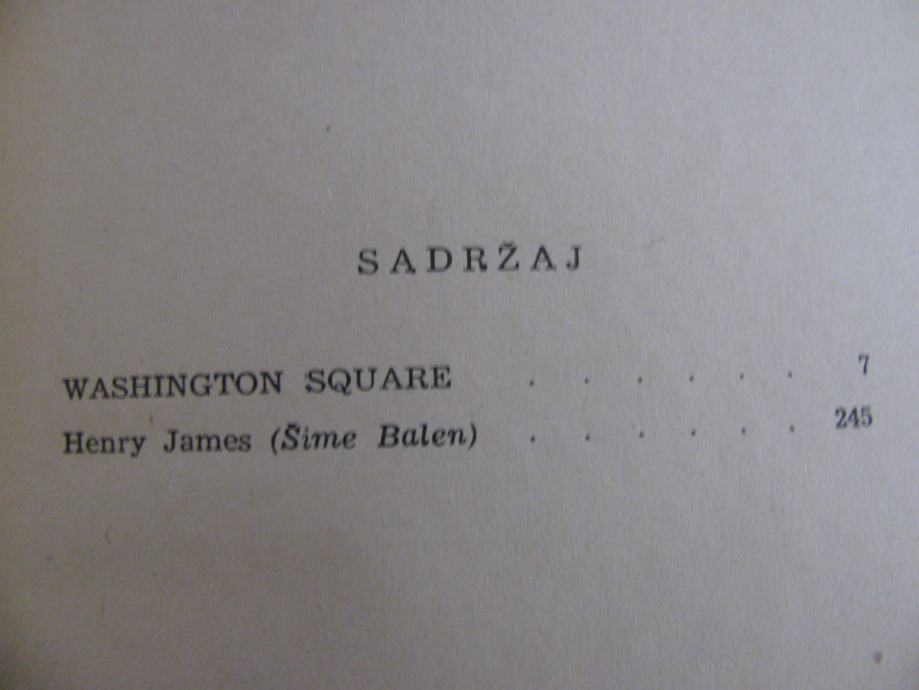 SADRŽAJ
WASHINGTON SQUARE . . . . . . 7
Henry James (Šime Balen) . . . . . . 245